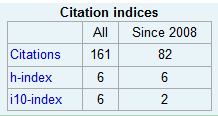 Citation indices
All Since 2008
Citations 161 82
h-index 6 6
i10-index 6 2